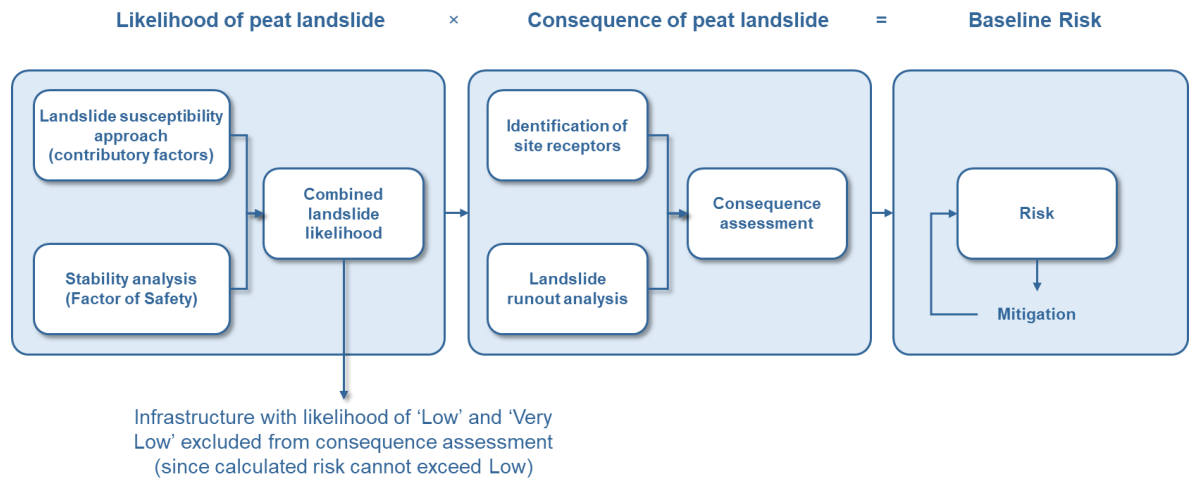 Likelihood of peat landslide × Consequence of peat landslide = Baseline Risk
Landslide susceptibility
approach
(contributory factors)
Stability analysis
(Factor of Safety)
Combined
landslide
likelihood
Identification of
site receptors
Landslide
runout analysis
Consequence
assessment
Risk
Mitigation
Infrastructure with likelihood of ‘Low’ and ‘Very
Low’ excluded from consequence assessment
(since calculated risk cannot exceed Low)